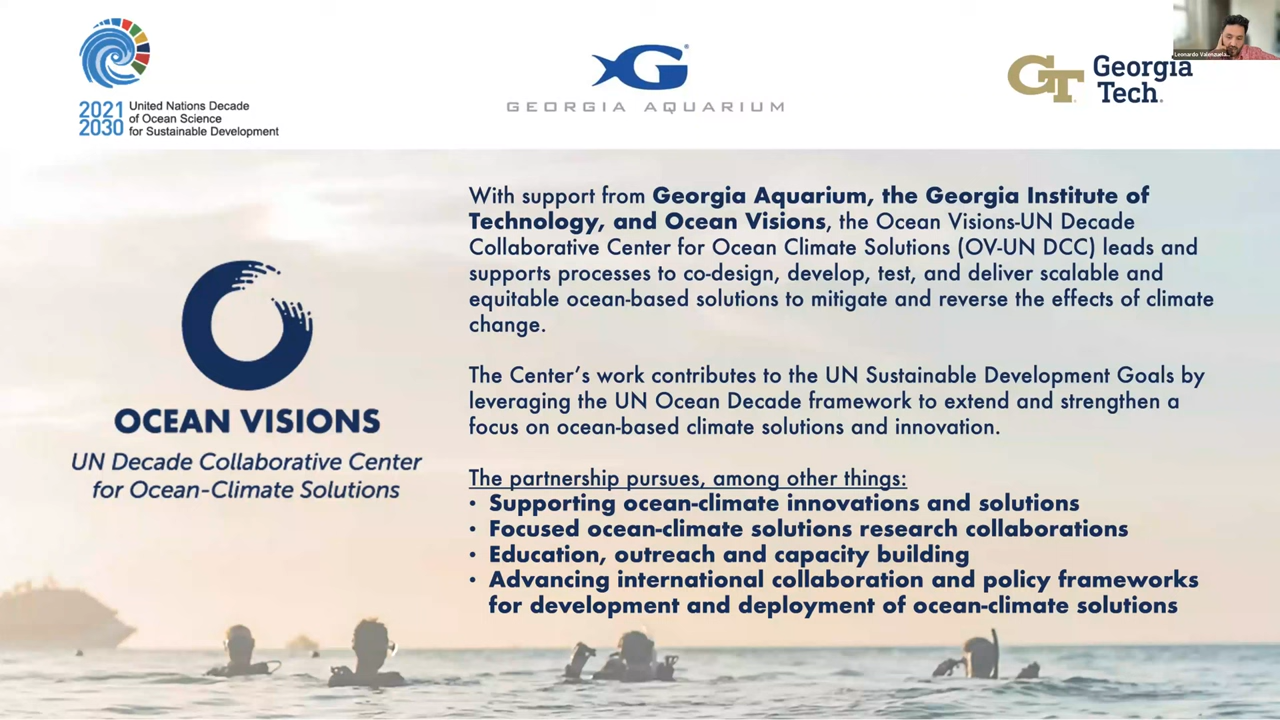 2021
2030
United Nations Decade
of Ocean Science
for Sustainable Development
G
GEORGIA AQUARIUM
GT
Georgia
Tech.
Leonardo Valenzuela...
With support from Georgia Aquarium, the Georgia Institute of
Technology, and Ocean Visions, the Ocean Visions-UN Decade
Collaborative Center for Ocean Climate Solutions (OV-UN DCC) leads and
supports processes to co-design, develop, test, and deliver scalable and
equitable ocean-based solutions to mitigate and reverse the effects of climate
change.
The Center's work contributes to the UN Sustainable Development Goals by
leveraging the UN Ocean Decade framework to extend and strengthen a
focus on ocean-based climate solutions and innovation.
The partnership pursues, among other things:
• Supporting ocean-climate innovations and solutions
• Focused ocean-climate solutions research collaborations
• Education, outreach and capacity building
• Advancing international collaboration and policy frameworks
for development and deployment of ocean-climate solutions
OCEAN VISIONS
UN Decade Collaborative Center
for Ocean-Climate Solutions